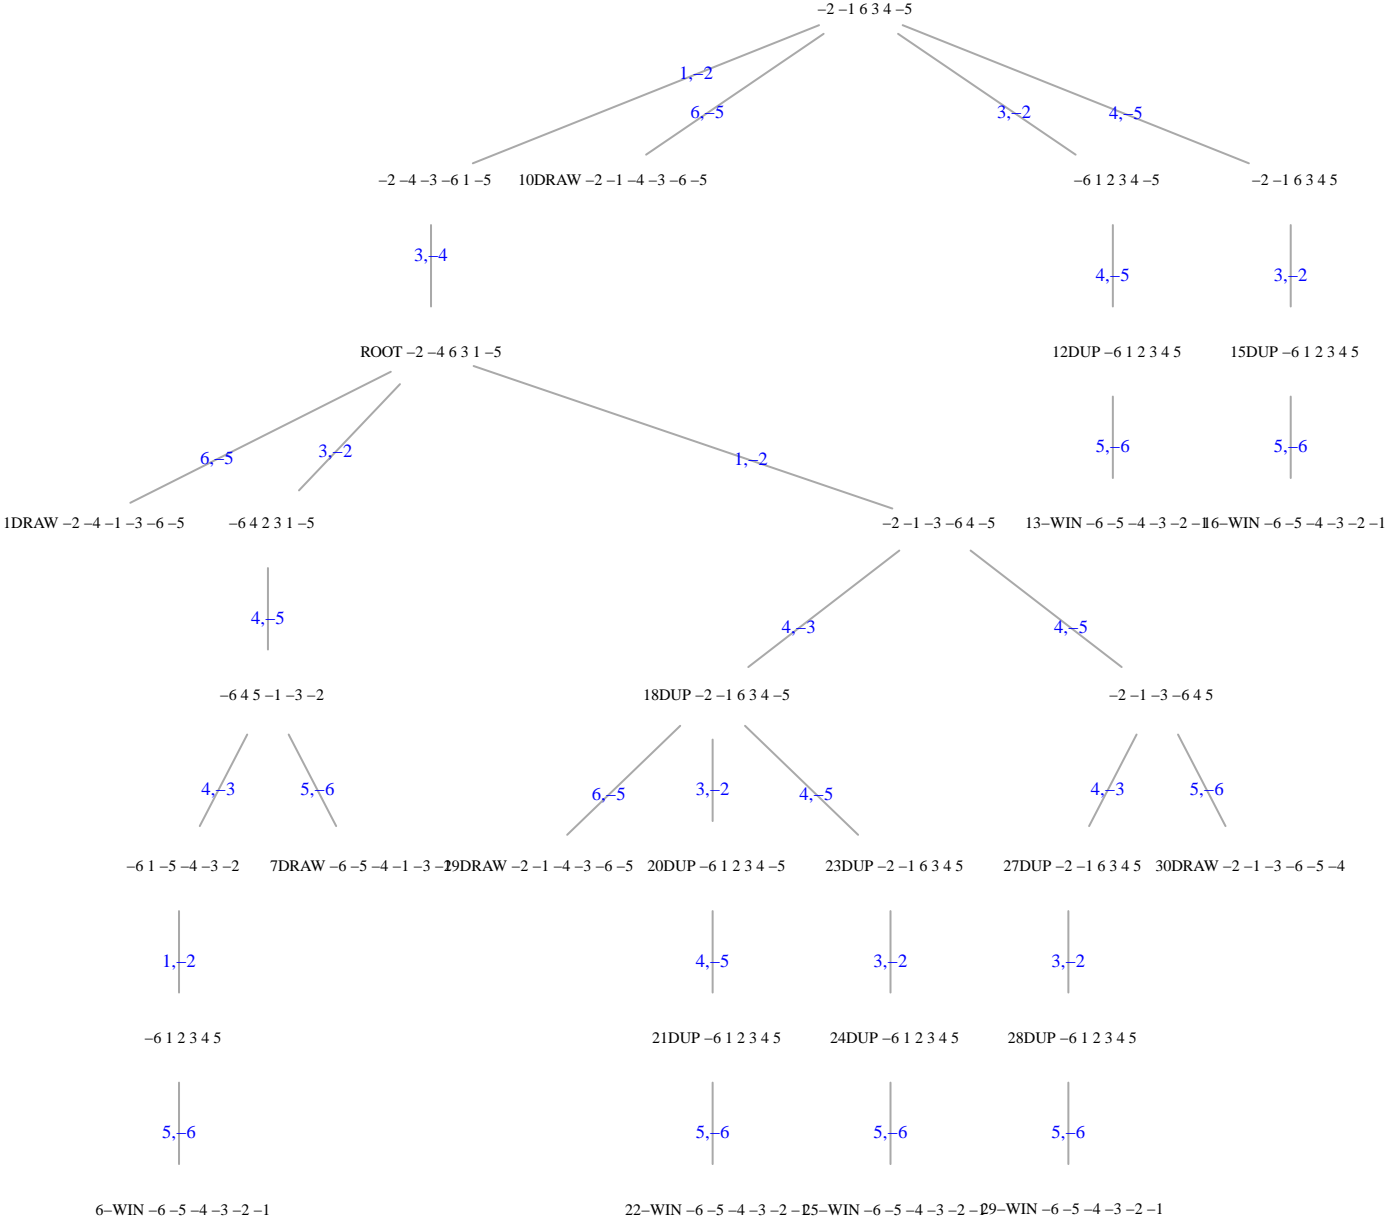 –2 –1 6 3 4 –5
1,–2
6,–5
3,–2
4,–5
–2 –4 –3 –6 1 –5
10DRAW –2 –1 –4 –3 –6 –5
–6 1 2 3 4 –5
–2 –1 6 3 4 5
3,–4
4,–5
3,–2
ROOT –2 –4 6 3 1 –5
12DUP –6 1 2 3 4 5
15DUP –6 1 2 3 4 5
6,–5
3,–2
1,–2
5,–6
5,–6
1DRAW –2 –4 –1 –3 –6 –5
–6 4 2 3 1 –5
–2 –1 –3 –6 4 –5
13–WIN –6 –5 –4 –3 –2 –1
16–WIN –6 –5 –4 –3 –2 –1
4,–5
4,–3
4,–5
–6 4 5 –1 –3 –2
18DUP –2 –1 6 3 4 –5
–2 –1 –3 –6 4 5
4,–3
5,–6
6,–5
3,–2
4,–5
4,–3
5,–6
–6 1 –5 –4 –3 –2
7DRAW –6 –5 –4 –1 –3 –2
DRAW –2 –1 –4 –3 –6 –5
20DUP –6 1 2 3 4 –5
23DUP –2 –1 6 3 4 5
27DUP –2 –1 6 3 4 5
30DRAW –2 –1 –3 –6 –5 –4
1,–2
4,–5
3,–2
3,–2
–6 1 2 3 4 5
21DUP –6 1 2 3 4 5
24DUP –6 1 2 3 4 5
28DUP –6 1 2 3 4 5
5,–6
5,–6
5,–6
5,–6
6–WIN –6 –5 –4 –3 –2 –1
22–WIN –6 –5 –4 –3 –2 –1
25–WIN –6 –5 –4 –3 –2 –1
29–WIN –6 –5 –4 –3 –2 –1